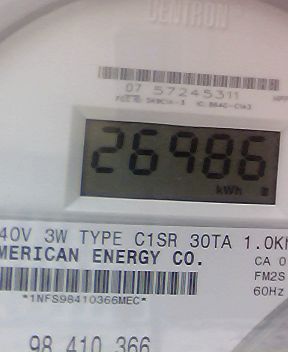 CENTRON
07 57245311
26986
kWh
40V 3W TYPE C1SR 30TA 1.0Kh
MERICAN ENERGY CO.
CA 0
FM2S
60Hz
*1NFS98410366MEC*
98 410 366